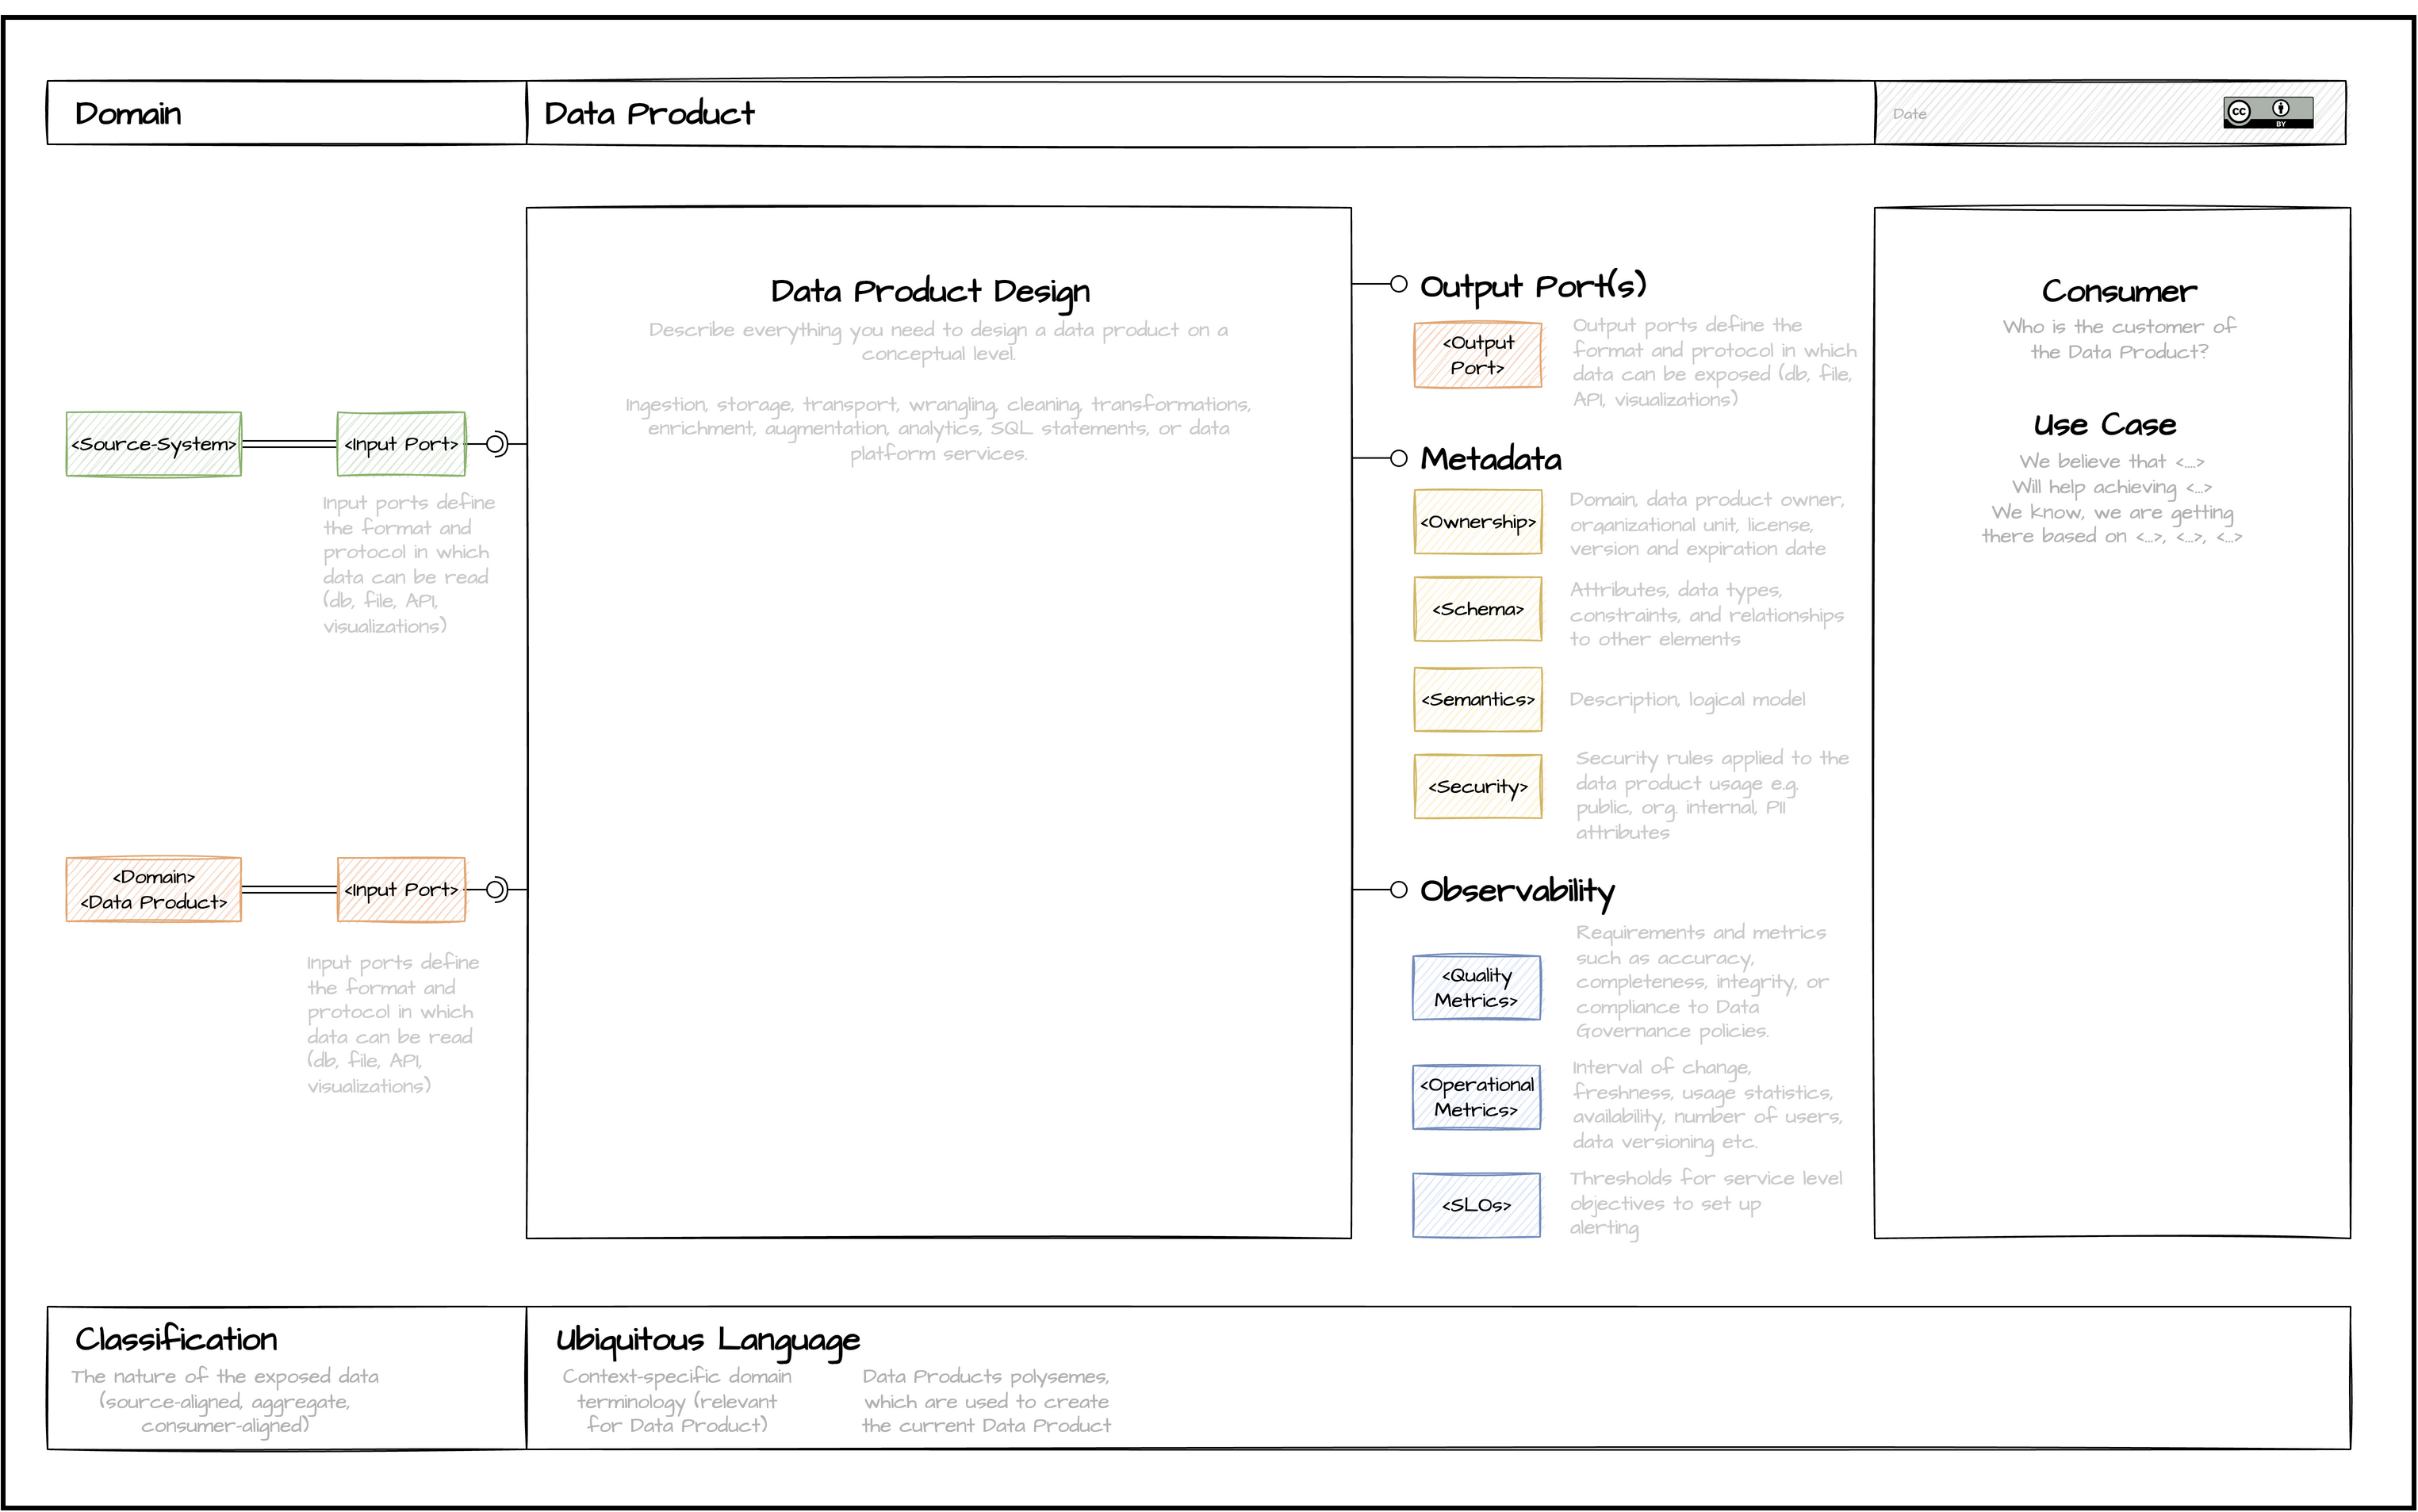 Domain
Data Product
Date
cc
BY
Data Product Design
Describe everything you need to design a data product on a
conceptual level.
Ingestion, storage, transport, wrangling, cleaning, transformations,
enrichment, augmentation, analytics, SQL statements, or data
platform services.
<Source-System>
<Input Port>
Input ports define
the format and
protocol in which
data can be read
(db, file, API,
visualizations)
<Domain>
<Data Product>
<Input Port>
Input ports define
the format and
protocol in which
data can be read
(db, file, API,
visualizations)
Output Port(s)
<Output
Port>
Output ports define the
format and protocol in which
data can be exposed (db, file,
API, visualizations)
Metadata
<Ownership>
Domain, data product owner,
organizational unit, license,
version and expiration date
<Schema>
Attributes, data types,
constraints, and relationships
to other elements
<Semantics>
Description, logical model
<Security>
Security rules applied to the
data product usage e.g.
public, org. internal, PII
attributes
Observability
<Quality
Metrics>
Requirements and metrics
such as accuracy,
completeness, integrity, or
compliance to Data
Governance policies.
<Operational
Metrics>
Interval of change,
freshness, usage statistics,
availability, number of users,
data versioning etc.
<SLOs>
Thresholds for service level
objectives to set up
alerting
Consumer
Who is the customer of
the Data Product?
Use Case
We believe that <....>
Will help achieving <...>
We know, we are getting
there based on <...>, <...>, <...>
Classification
The nature of the exposed data
(source-aligned, aggregate,
consumer-aligned)
Ubiquitous Language
Context-specific domain
terminology (relevant
for Data Product)
Data Products polysemes,
which are used to create
the current Data Product